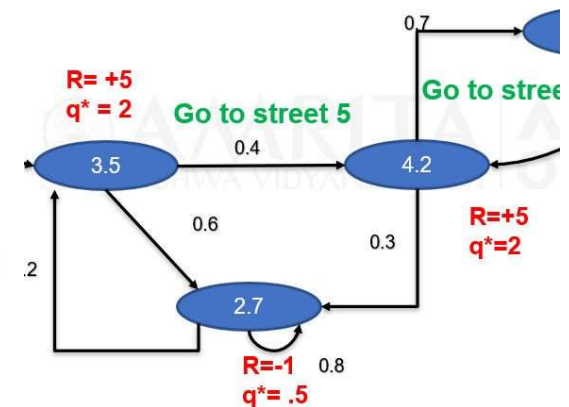 0.7
R= +5
q* = 2
Go to street 5
Go to stree
AMRITA
0.4
3.5
4.2
R=+5
q*=2
0.6
0.3
.2
2.7
R=-1
0.8
q*= .5